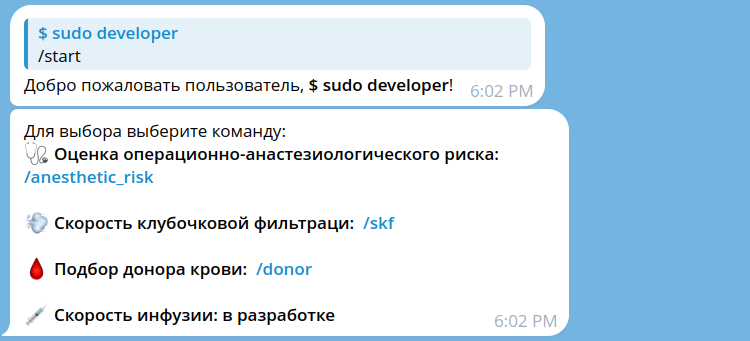 $ sudo developer
/start
Добро пожаловать пользователь, $ sudo developer!
6:02 PM
Для выбора выберите команду:
Оценка операционно-анастезиологического риска:
/anesthetic_risk
Скорость клубочковой фильтраци: /skf
Подбор донора крови: /donor
Скорость инфузии: в разработке
6:02 PM